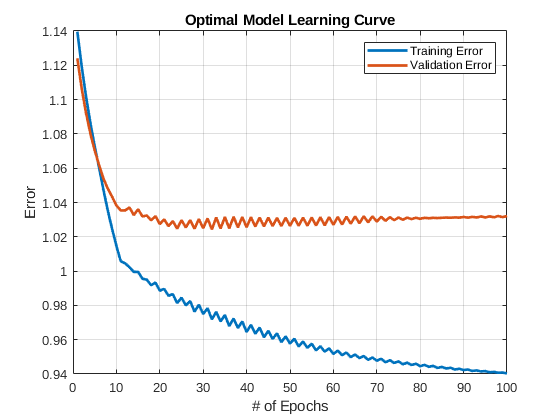 Optimal Model Learning Curve
Training Error
Validation Error
1.14
1.12
1.1
1.08
1.06
1.04
1.02
1
0.98
0.96
0.94
Error
0 10 20 30 40 50 60 70 80 90 100
# of Epochs